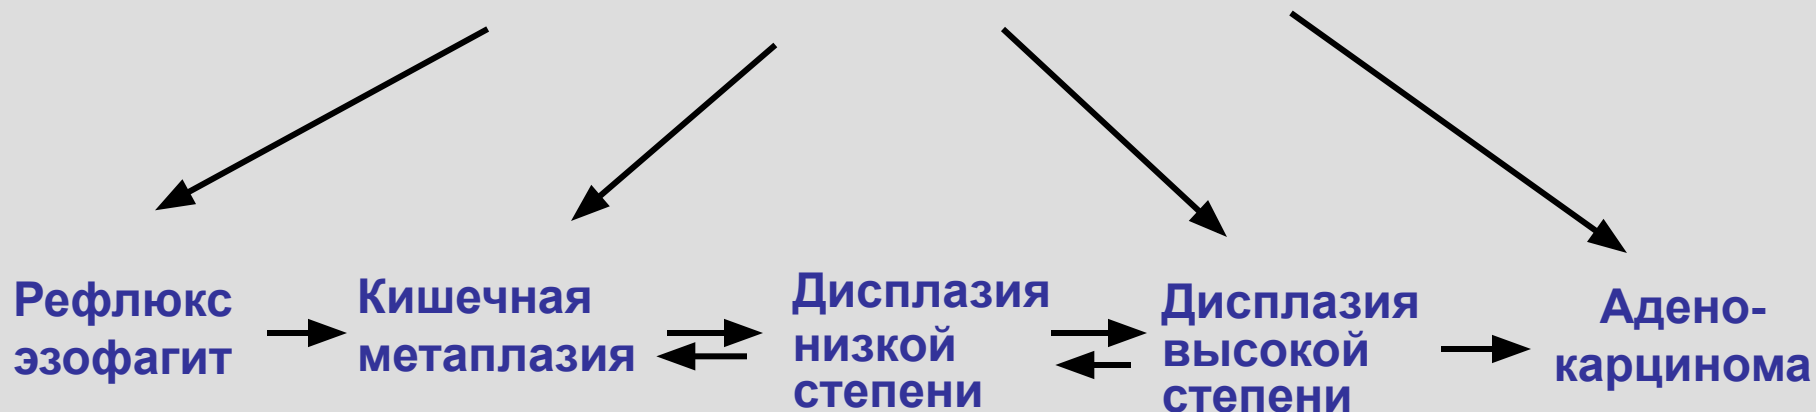 Рефлюкс
эзофагит
Кишечная
метаплазия
Дисплазия
низкой
степени
Дисплазия
высокой
степени
Адено-
карцинома